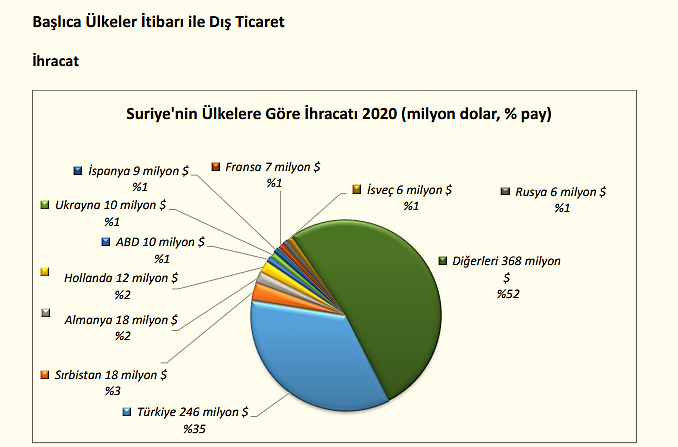 Başlıca Ülkeler İtibarı ile Dış Ticaret
İhracat
Suriye'nin Ülkelere Göre İhracatı 2020 (milyon dolar, % pay)
İspanya 9 milyon $
%1
Fransa 7 milyon $
%1
İsveç 6 milyon $
%1
Rusya 6 milyon $
%1
Ukrayna 10 milyon $
%1
ABD 10 milyon $
%1
Hollanda 12 milyon $
%2
Almanya 18 milyon $
%2
Sırbistan 18 milyon $
%3
Türkiye 246 milyon $
%35
Diğerleri 368 milyon
$
%52